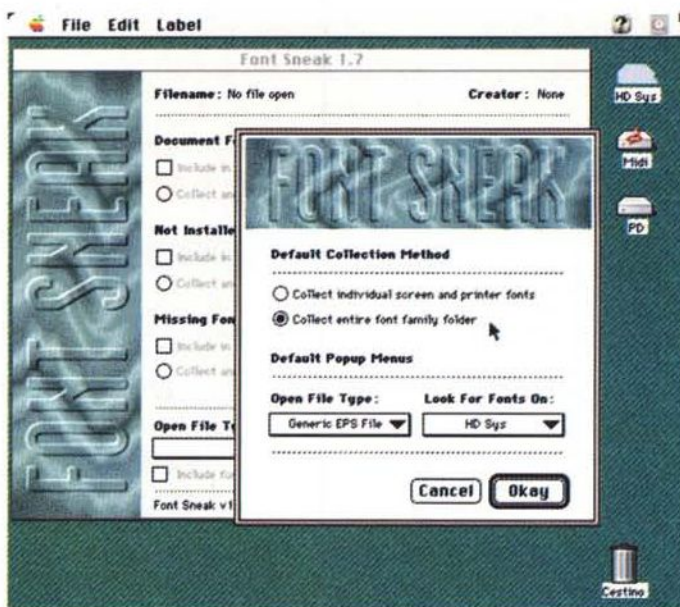 File Edit Label
Font Sneak 1.7
FONT SNEAK
Filename: No file open
Creator: None
Document F
Include in
Collect an
Not Installe
Include in
Collect an
Missing Fon
Include in
Collect an
Open File T
Include fo
Font Sneak v1
FONT SNEAK
Default Collection Method
Collect individual screen and printer fonts
Collect entire font family folder
Default Popup Menus
Open File Type: Look For Fonts On:
Generic EPS File HD Sys
Cancel Okay
HD Sys
Midi
PD
Cestino